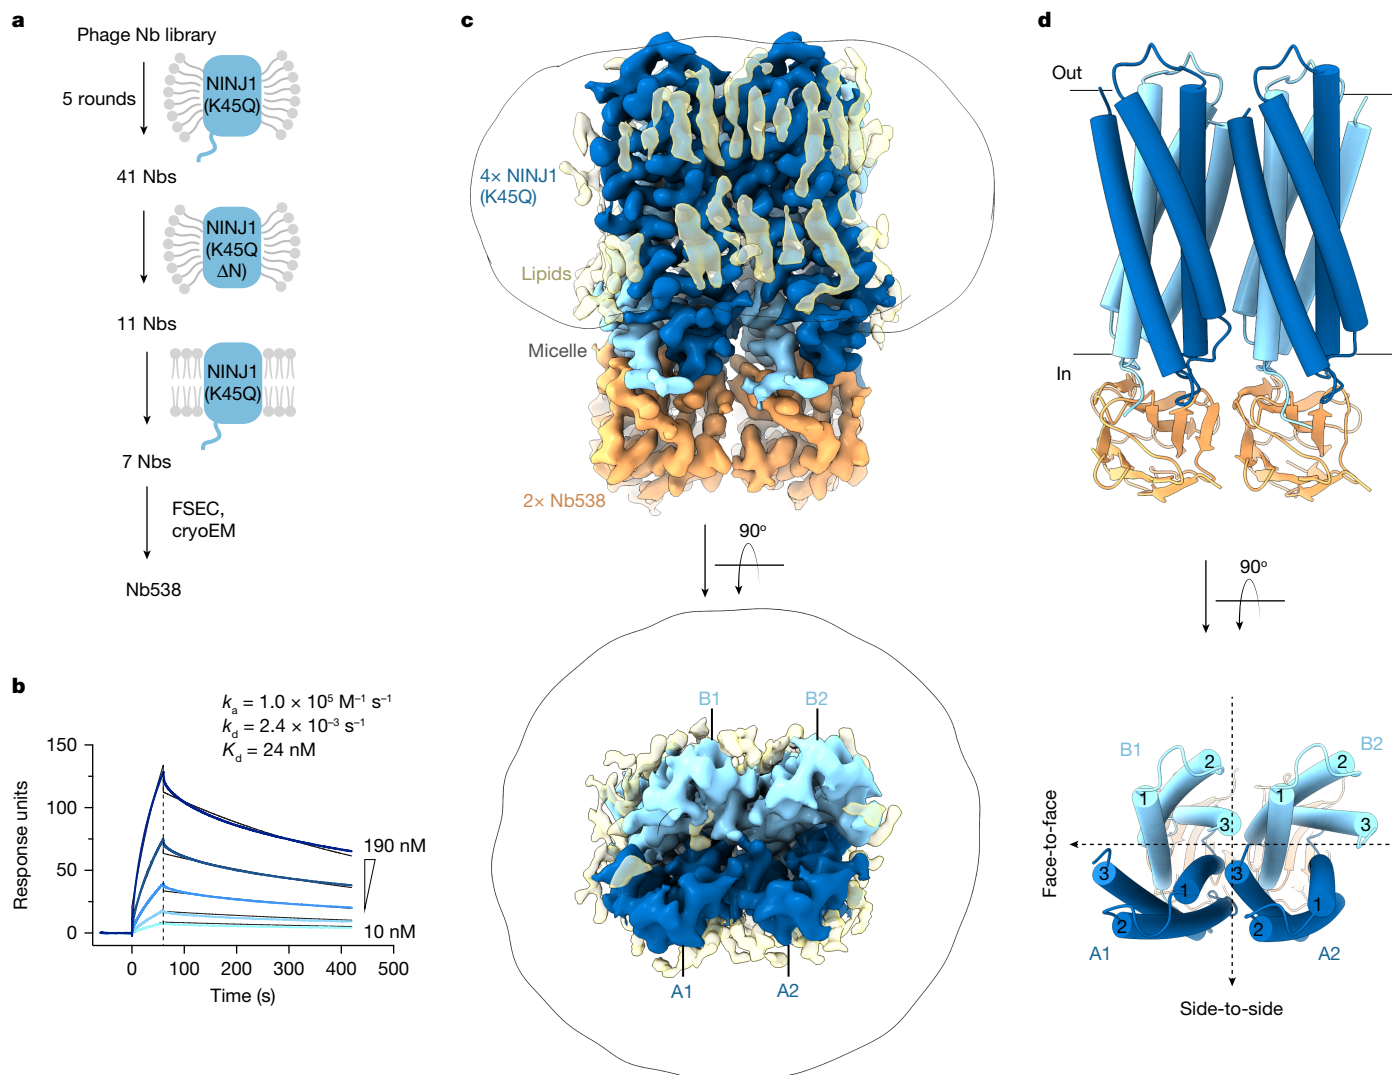 a
Phage Nb library
5 rounds
NINJ1
(K45Q)
41 Nbs
NINJ1
(K45Q
ΔN)
11 Nbs
NINJ1
(K45Q)
7 Nbs
FSEC,
cryoEM
Nb538
b
kₐ = 1.0 × 10⁵ M⁻¹ s⁻¹
k_d = 2.4 × 10⁻³ s⁻¹
K_d = 24 nM
Response units
150
100
50
0
190 nM
10 nM
0 100 200 300 400 500
Time (s)
c
4× NINJ1
(K45Q)
Lipids
Micelle
2× Nb538
90°
B1 B2
A1 A2
d
Out
In
90°
Face-to-face
B1 B2
2 2
1 1
3 3
3 1 3 1
2 2
A1 A2
Side-to-side